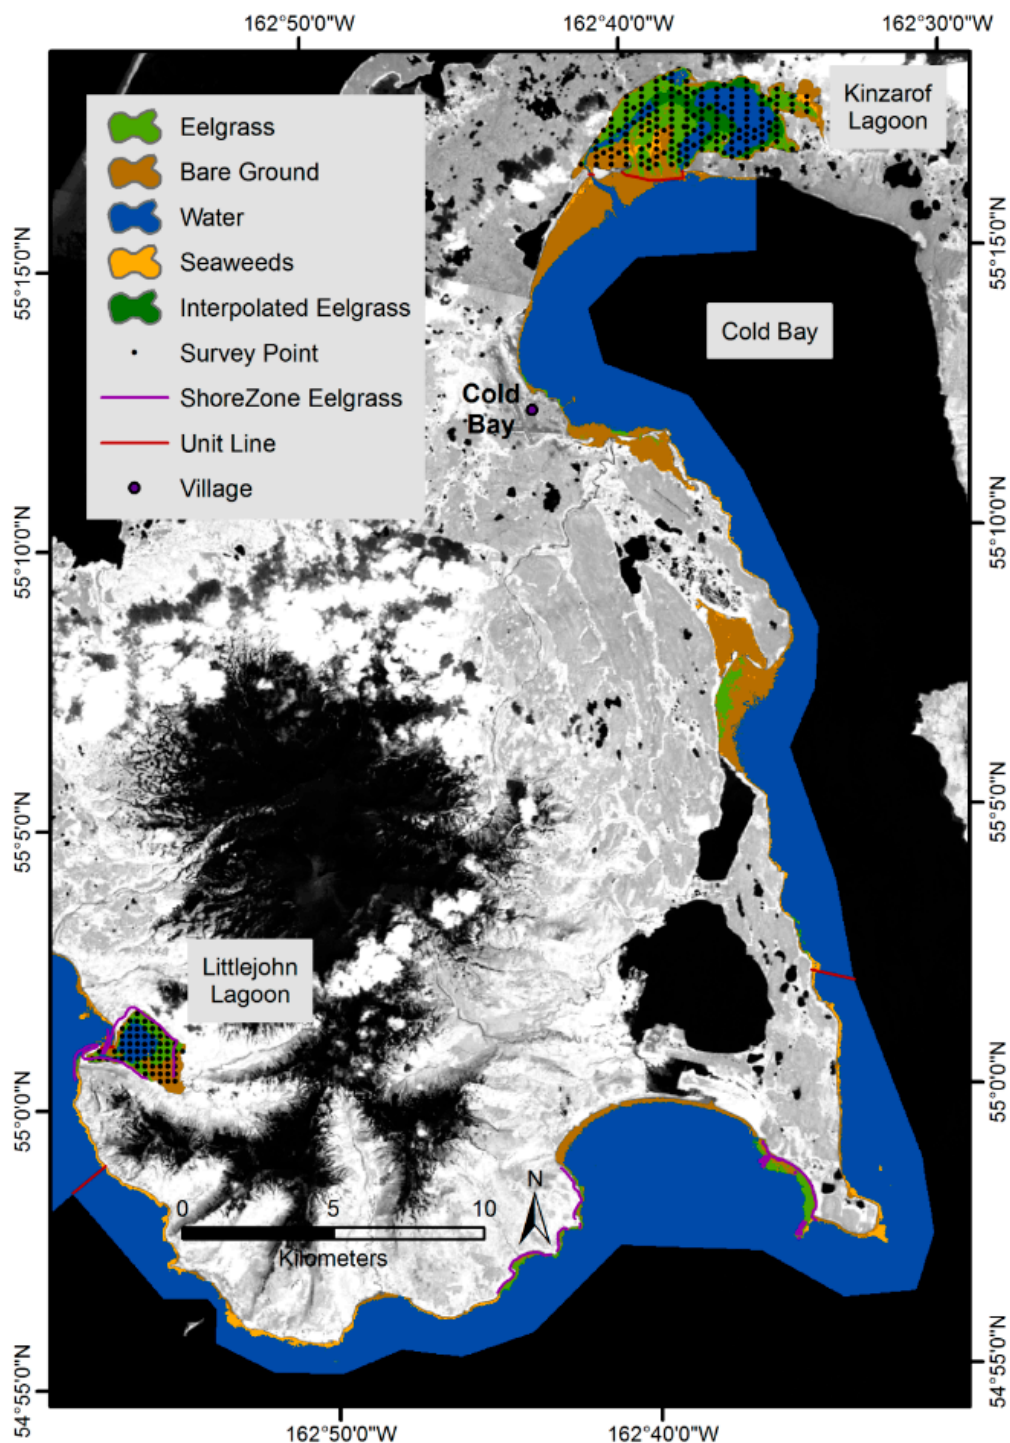 162°50'0"W
162°40'0"W
162°30'0"W
Kinzarof
Lagoon
Eelgrass
Bare Ground
Water
Seaweeds
Interpolated Eelgrass
Survey Point
ShoreZone Eelgrass
Unit Line
Village
55°15'0"N
55°15'0"N
Cold Bay
Cold
Bay
55°10'0"N
55°10'0"N
55°5'0"N
55°5'0"N
Littlejohn
Lagoon
55°0'0"N
55°0'0"N
N
0
5
10
Kilometers
54°55'0"N
54°55'0"N
162°50'0"W
162°40'0"W